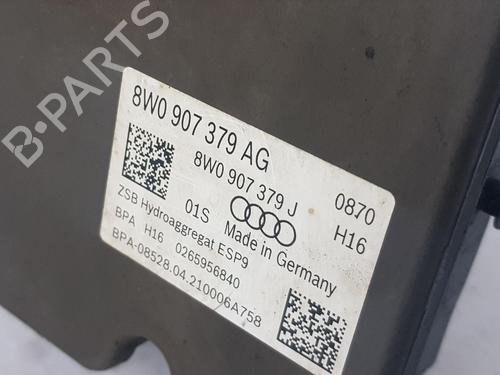 B-PARTS
8W0 907 379 AG
8W0 907 379 J 0870
01S H16
Made in Germany
ZSB Hydroaggregat ESP9
BPA H16 0265956840
BPA-08528.04.210006A758